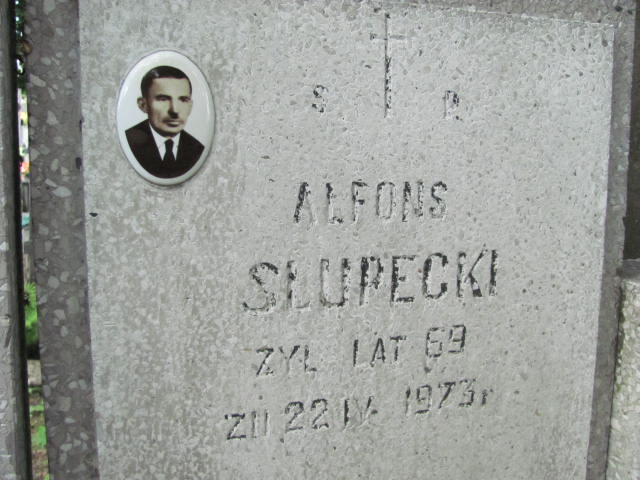 S P.
ALFONS
SŁUPECKI
ŻYŁ LAT 69
ZM 22 IV. 1973r